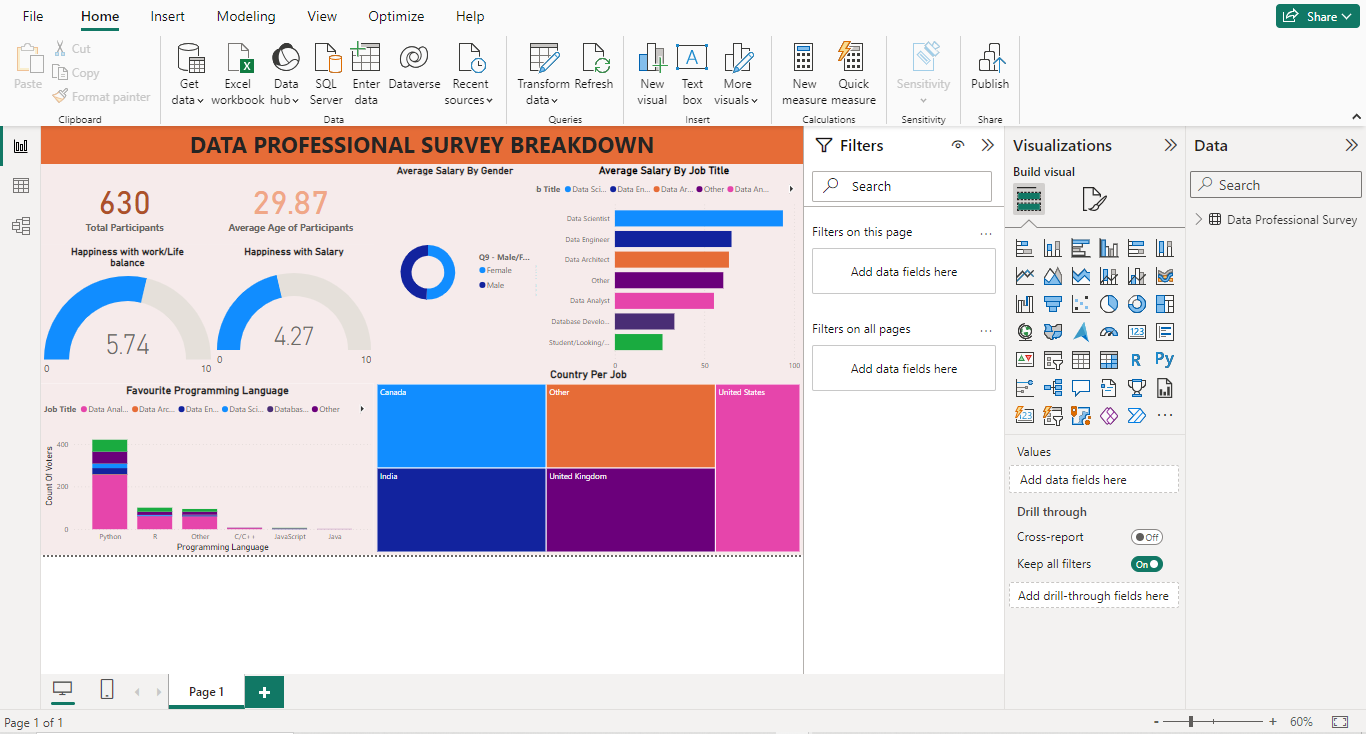 File Home Insert Modeling View Optimize Help Share
Paste
Cut
Copy
Format painter
Clipboard
Get data
Excel workbook
Data hub
SQL Server
Enter data
Dataverse
Recent sources
Data
Transform data
Refresh
Queries
New visual
Text box
More visuals
Insert
New measure
Quick measure
Calculations
Sensitivity
Sensitivity
Publish
Share
DATA PROFESSIONAL SURVEY BREAKDOWN
630
Total Participants
29.87
Average Age of Participants
Happiness with work/Life
balance
5.74
0 10
Happiness with Salary
4.27
0 10
Average Salary By Gender
Q9 - Male/F...
Female
Male
Average Salary By Job Title
b Title Data Sci... Data En... Data Ar... Other Data An...
Data Scientist
Data Engineer
Data Architect
Other
Data Analyst
Database Develo...
Student/Looking/...
0 50 100
Favourite Programming Language
Job Title Data Anal... Data Arc... Data En... Data Sci... Databas... Other
Count Of Voters
400
200
0
Python R Other C/C++ JavaScript Java
Programming Language
Country Per Job
Canada Other United States
India United Kingdom
Filters
Search
Filters on this page ...
Add data fields here
Filters on all pages ...
Add data fields here
Visualizations
Build visual
123
R Py
123
...
Values
Add data fields here
Drill through
Cross-report Off
Keep all filters On
Add drill-through fields here
Data
Search
Data Professional Survey
Page 1 +
Page 1 of 1
- + 60%